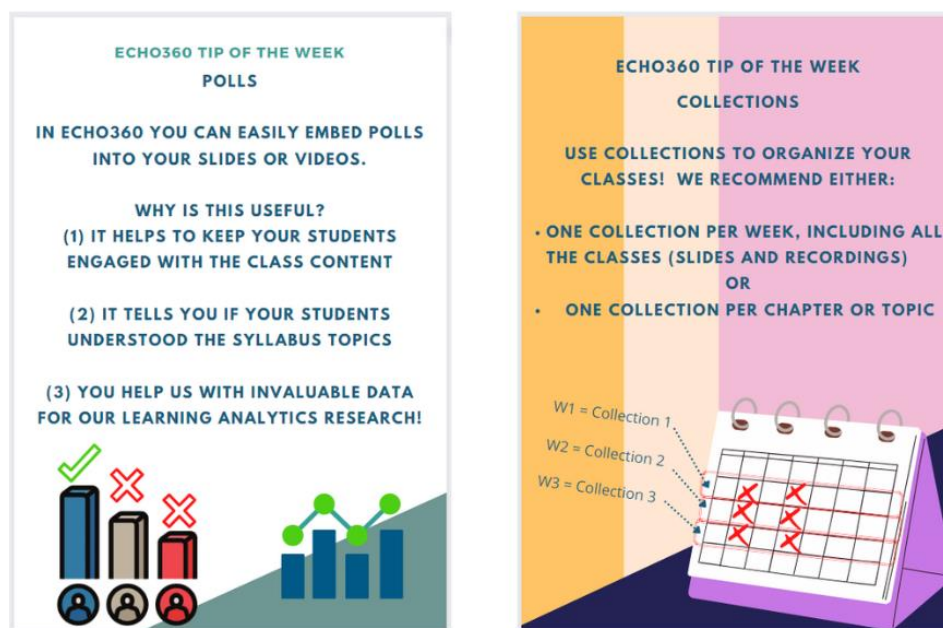 ECHO360 TIP OF THE WEEK
POLLS
IN ECHO360 YOU CAN EASILY EMBED POLLS
INTO YOUR SLIDES OR VIDEOS.
WHY IS THIS USEFUL?
(1) IT HELPS TO KEEP YOUR STUDENTS
ENGAGED WITH THE CLASS CONTENT
(2) IT TELLS YOU IF YOUR STUDENTS
UNDERSTOOD THE SYLLABUS TOPICS
(3) YOU HELP US WITH INVALUABLE DATA
FOR OUR LEARNING ANALYTICS RESEARCH!
ECHO360 TIP OF THE WEEK
COLLECTIONS
USE COLLECTIONS TO ORGANIZE YOUR
CLASSES! WE RECOMMEND EITHER:
• ONE COLLECTION PER WEEK, INCLUDING ALL
THE CLASSES (SLIDES AND RECORDINGS)
OR
• ONE COLLECTION PER CHAPTER OR TOPIC
W1 = Collection 1
W2 = Collection 2
W3 = Collection 3